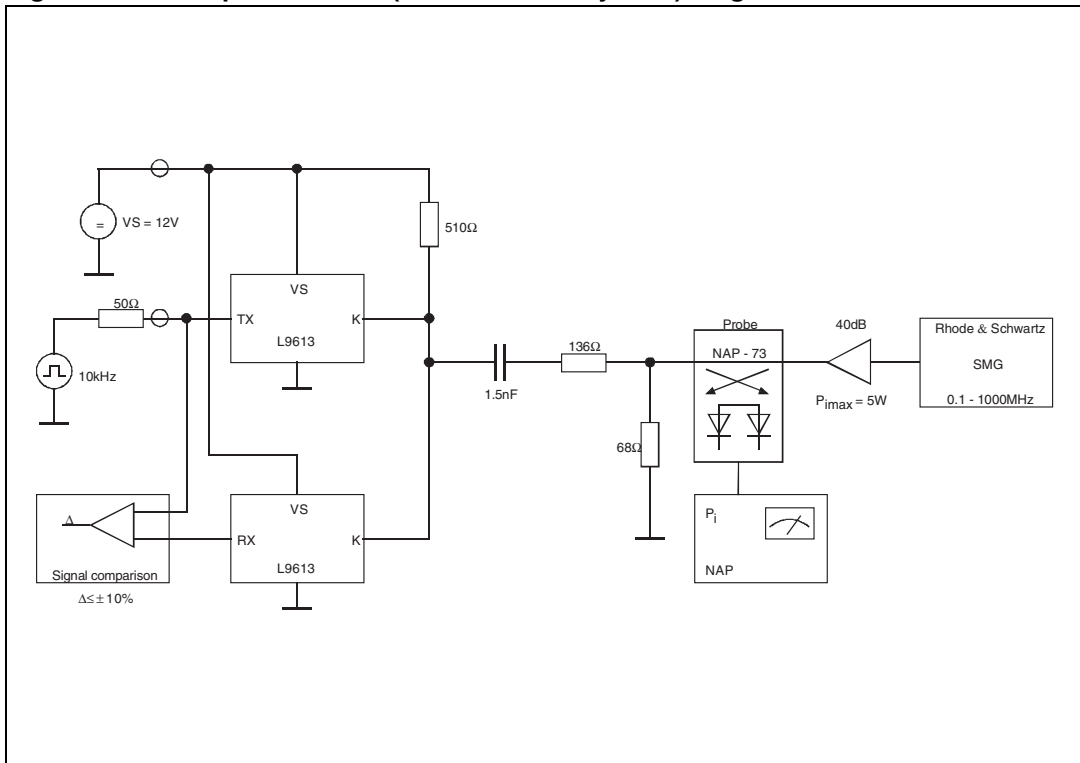 VS = 12V
510Ω
50Ω
VS
TX
K
L9613
10kHz
1.5nF
136Ω
68Ω
Probe
NAP - 73
40dB
Pimax = 5W
Rhode & Schwartz
SMG
0.1 - 1000MHz
Pi
NAP
VS
RX
K
L9613
Δ
Signal comparison
Δ≤±10%